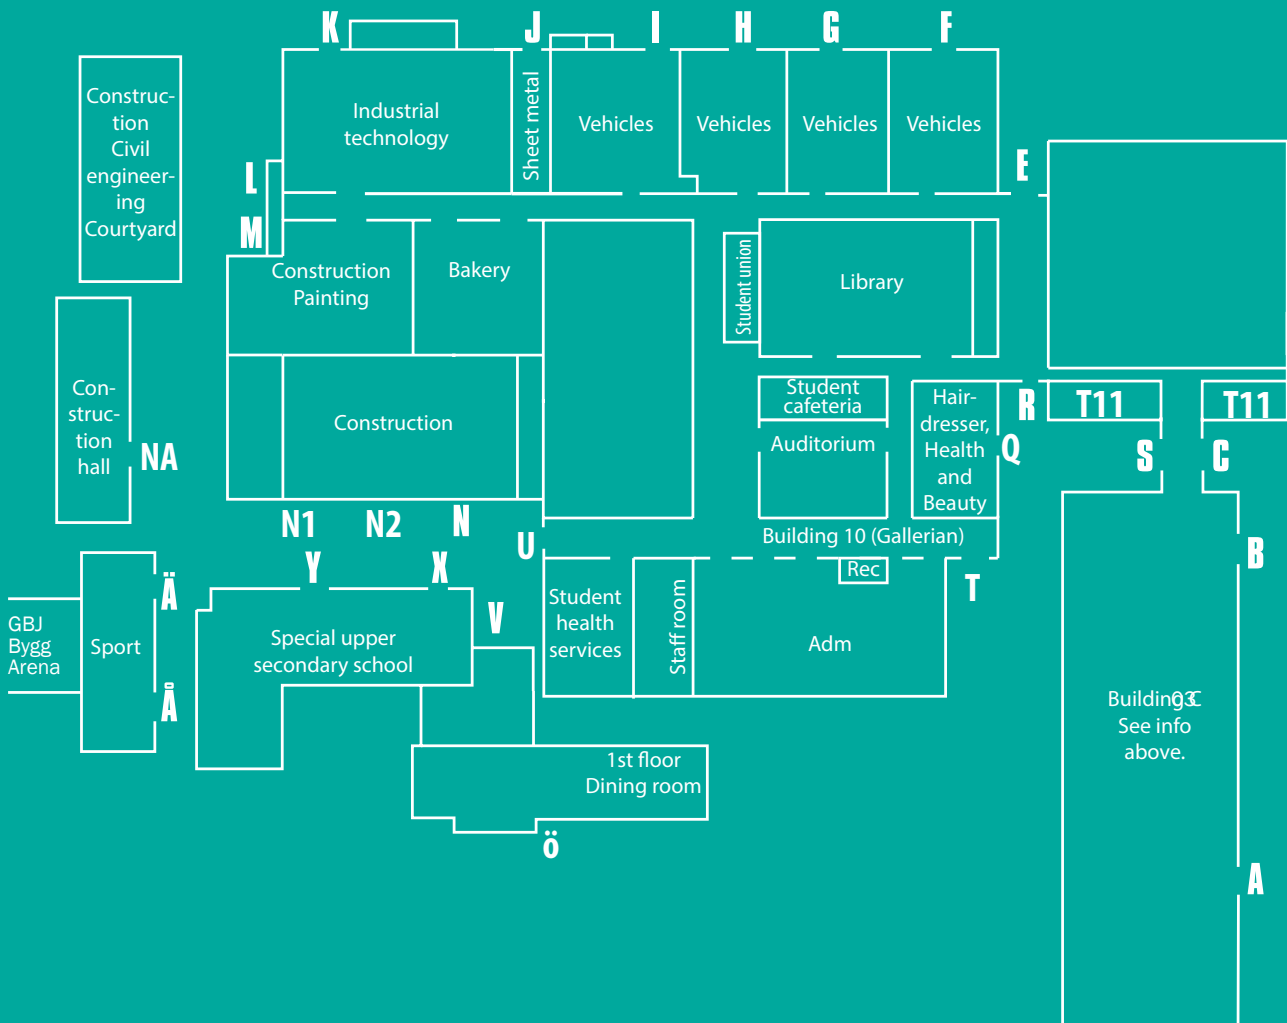 K
J
I
H
G
F
Construc-
tion
Civil
engineer-
ing
Courtyard
Industrial
technology
Sheet metal
Vehicles
Vehicles
Vehicles
Vehicles
E
L
M
Construction
Painting
Bakery
Student union
Library
Con-
struc-
tion
hall
NA
Construction
Student
cafeteria
Auditorium
Hair-
dresser,
Health
and
Beauty
R
Q
T11
T11
S
C
N1
N2
N
U
Building 10 (Gallerian)
Rec
T
B
Y
X
V
Ä
GBJ
Bygg
Arena
Sport
Å
Special upper
secondary school
Student
health
services
Staff room
Adm
1st floor
Dining room
Ö
Building
See info
above.
A